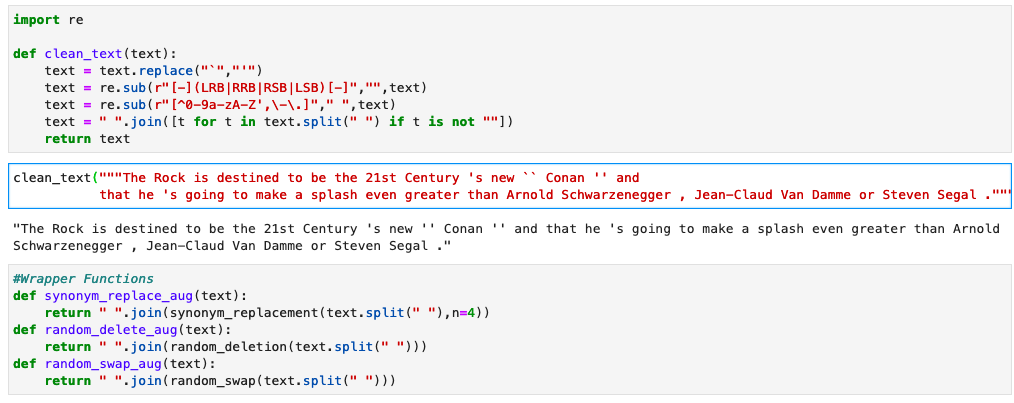 import re
def clean_text(text):
    text = text.replace("`","'")
    text = re.sub(r"[-](LRB|RRB|RSB|LSB)[-]","",text)
    text = re.sub(r"[^0-9a-zA-Z',\-\.]"," ",text)
    text = " ".join([t for t in text.split(" ") if t is not ""])
    return text
clean_text("""The Rock is destined to be the 21st Century 's new `` Conan '' and
           that he 's going to make a splash even greater than Arnold Schwarzenegger , Jean-Claud Van Damme or Steven Segal ."""
"The Rock is destined to be the 21st Century 's new '' Conan '' and that he 's going to make a splash even greater than Arnold
Schwarzenegger , Jean-Claud Van Damme or Steven Segal ."
#Wrapper Functions
def synonym_replace_aug(text):
    return " ".join(synonym_replacement(text.split(" "),n=4))
def random_delete_aug(text):
    return " ".join(random_deletion(text.split(" ")))
def random_swap_aug(text):
    return " ".join(random_swap(text.split(" ")))